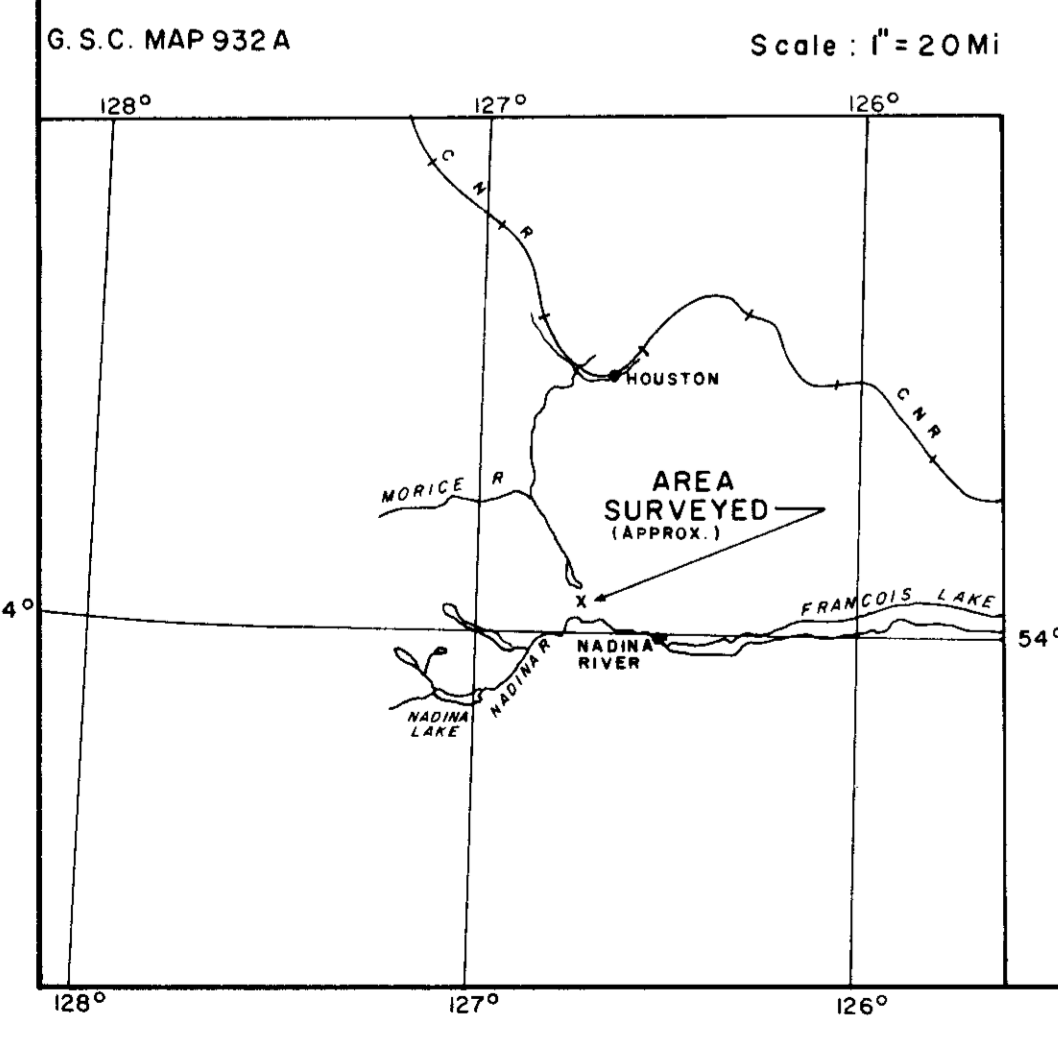 G.S.C. MAP 932 A
Scale : 1" = 20 Mi
128°
127°
126°
C N R
HOUSTON
C N R
MORICE R
AREA
SURVEYED
(APPROX.)
x
4°
FRANCOIS LAKE
54°
NADINA R
NADINA
RIVER
NADINA
LAKE
128°
127°
126°